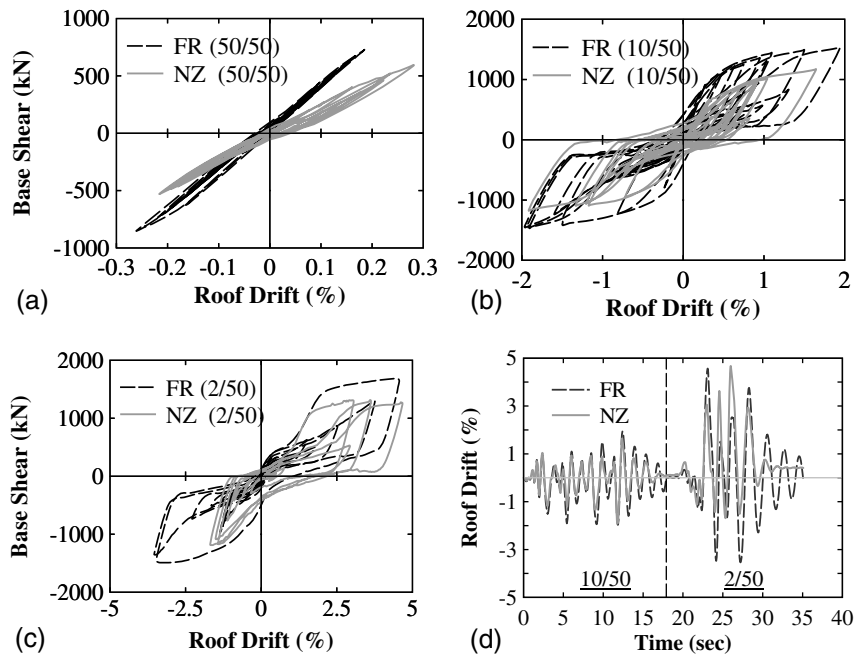 1000
500
0
-500
-1000
Base Shear (kN)
FR (50/50)
NZ (50/50)
-0.3 -0.2 -0.1 0 0.1 0.2 0.3
Roof Drift (%)
(a)
2000
1000
0
-1000
-2000
FR (10/50)
NZ (10/50)
-2 -1 0 1 2
Roof Drift (%)
(b)
2000
1000
0
-1000
-2000
Base Shear (kN)
FR (2/50)
NZ (2/50)
-5 -2.5 0 2.5 5
Roof Drift (%)
(c)
5
3
1
-1
-3
-5
Roof Drift (%)
FR
NZ
10/50
2/50
0 5 10 15 20 25 30 35 40
Time (sec)
(d)